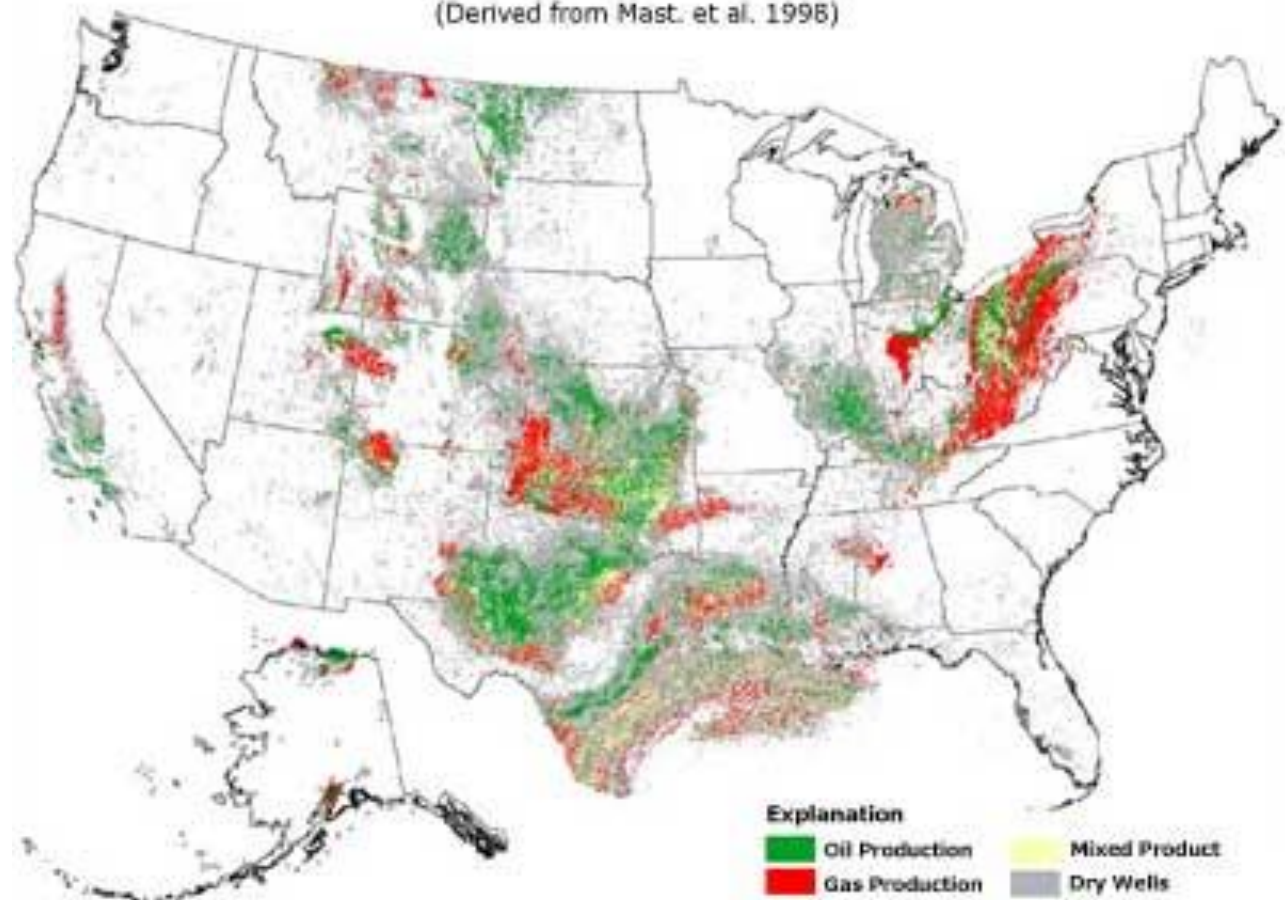 (Derived from Mast. et al. 1998)
Explanation
Oil Production
Mixed Product
Gas Production
Dry Wells